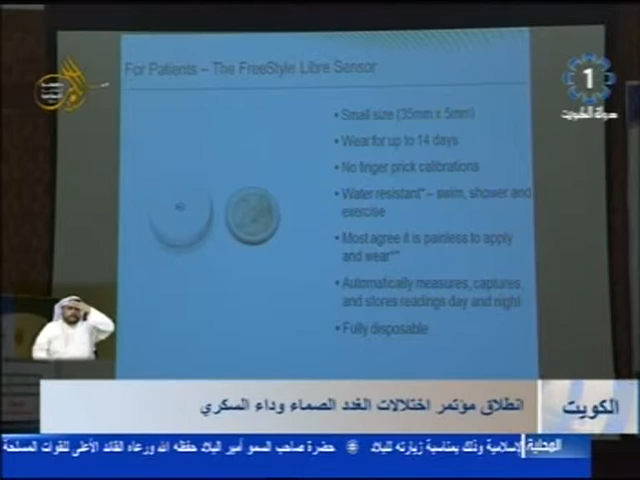 For Patients – The FreeStyle Libre Sensor
1
• Small size (35mm x 5mm)
• Wear for up to 14 days
• No finger prick calibrations
• Water resistant* – swim, shower and
exercise
• Most agree it is painless to apply
and wear**
• Automatically measures, captures,
and stores readings day and night
• Fully disposable
الكويت
انطلاق مؤتمر اختلالات الغدد الصماء وداء السكري
المحلية
لإسلامية وذلك بمناسبة زيارته للبلاد
حضرة صاحب السمو أمير البلاد حفظه الله ورعاه القائد الأعلى للقوات المسلحة